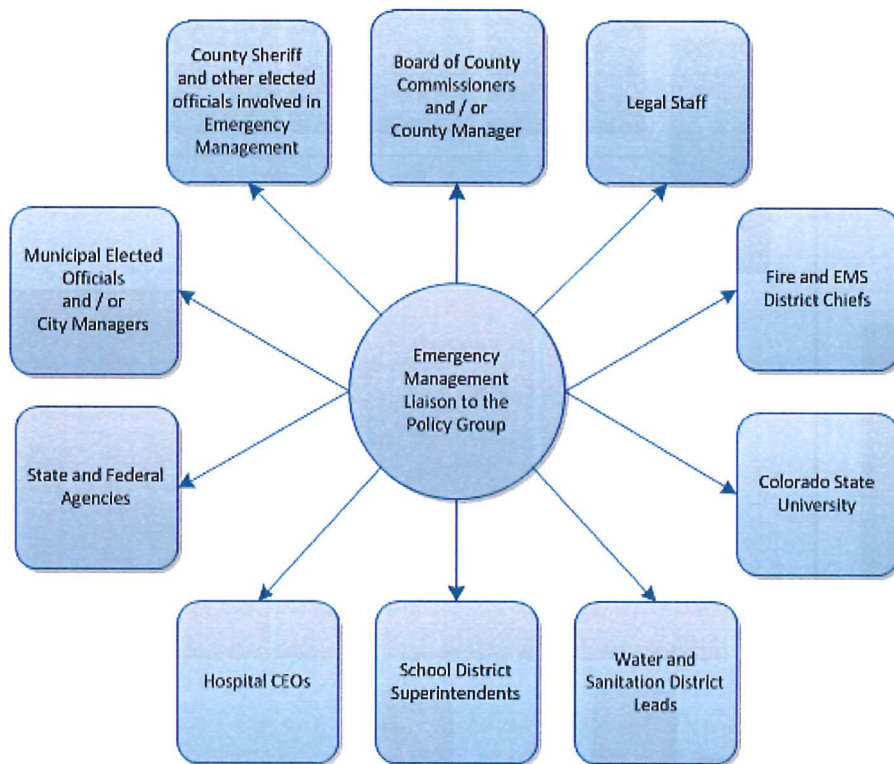 County Sheriff
and other elected
officials involved in
Emergency
Management
Board of County
Commissioners
and / or
County Manager
Legal Staff
Municipal Elected
Officials
and / or
City Managers
Fire and EMS
District Chiefs
Emergency
Management
Liaison to the
Policy Group
State and Federal
Agencies
Colorado State
University
Hospital CEOs
School District
Superintendents
Water and
Sanitation District
Leads